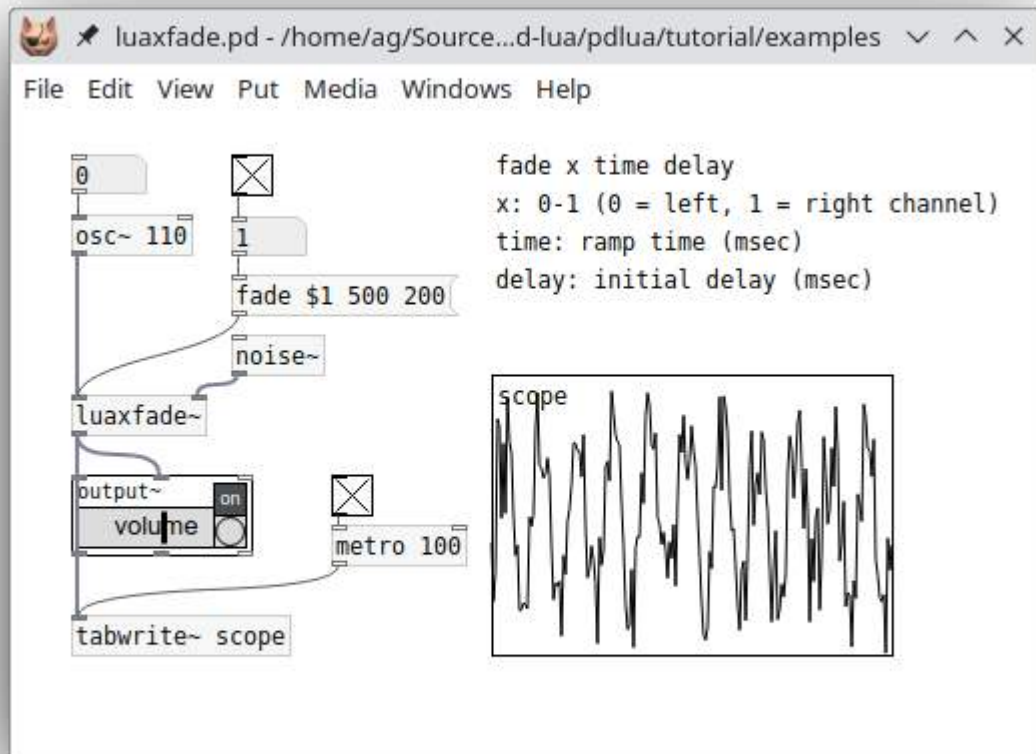 luaxfade.pd - /home/ag/Source...d-lua/pdlua/tutorial/examples
File Edit View Put Media Windows Help
0
osc~ 110
1
fade $1 500 200
noise~
luaxfade~
output~
on
volume
metro 100
tabwrite~ scope
fade x time delay
x: 0-1 (0 = left, 1 = right channel)
time: ramp time (msec)
delay: initial delay (msec)
scope